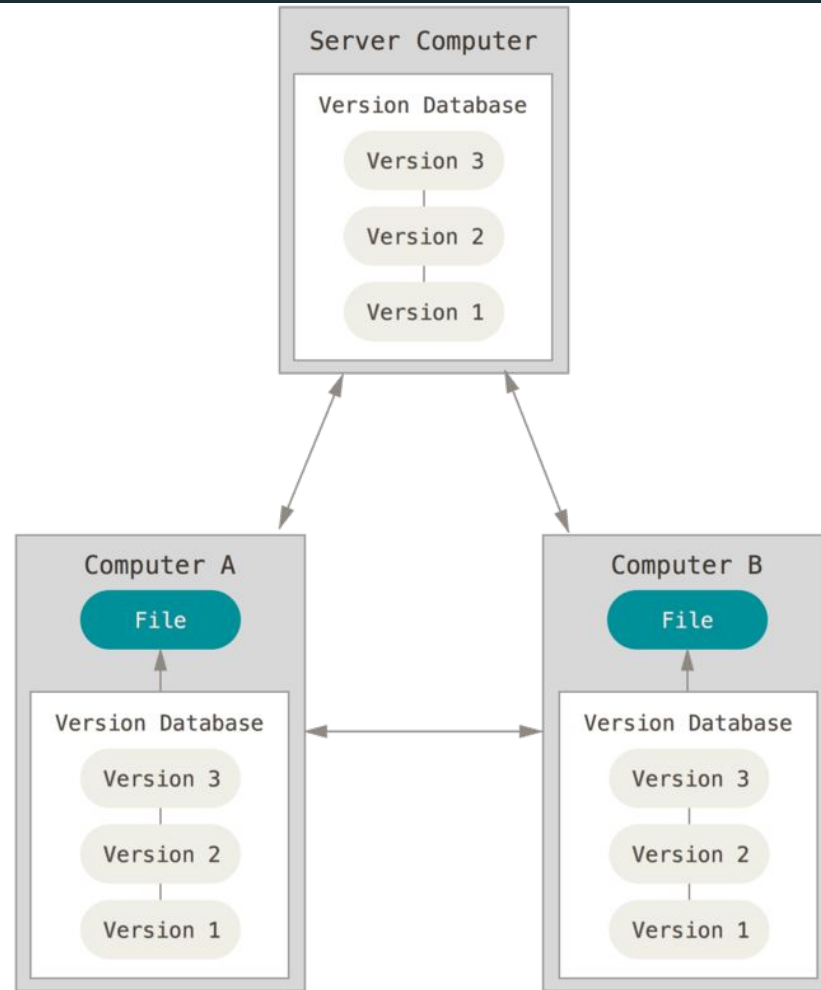 Server Computer
Version Database
Version 3
Version 2
Version 1
Computer A
File
Version Database
Version 3
Version 2
Version 1
Computer B
File
Version Database
Version 3
Version 2
Version 1